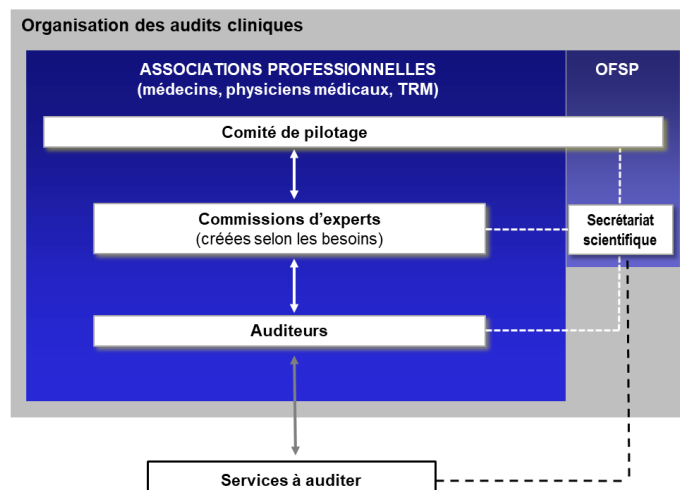 Organisation des audits cliniques
ASSOCIATIONS PROFESSIONNELLES
(médecins, physiciens médicaux, TRM)
OFSP
Comité de pilotage
Commissions d'experts
(créées selon les besoins)
Secrétariat
scientifique
Auditeurs
Services à auditer